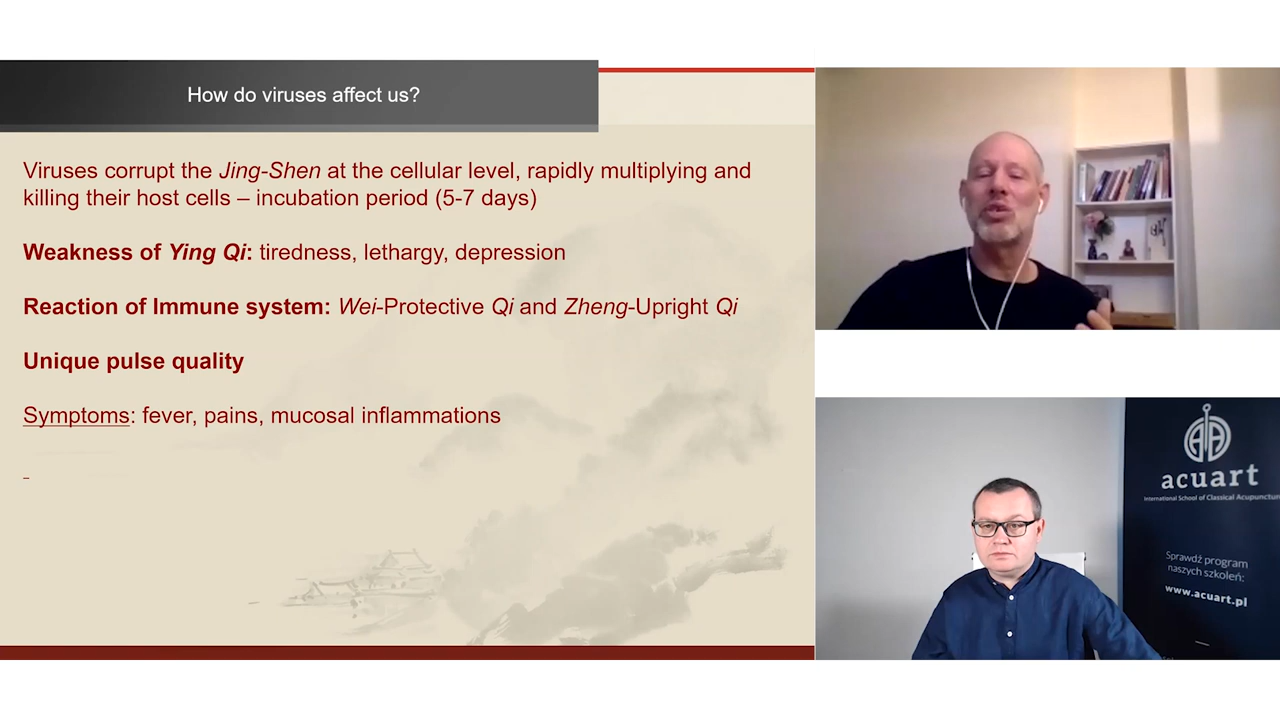 How do viruses affect us?
Viruses corrupt the Jing-Shen at the cellular level, rapidly multiplying and
killing their host cells – incubation period (5-7 days)
Weakness of Ying Qi: tiredness, lethargy, depression
Reaction of Immune system: Wei-Protective Qi and Zheng-Upright Qi
Unique pulse quality
Symptoms: fever, pains, mucosal inflammations
acuart
International School of Classical Acupunctur
Sprawdź program
naszych szkoleń:
www.acuart.pl